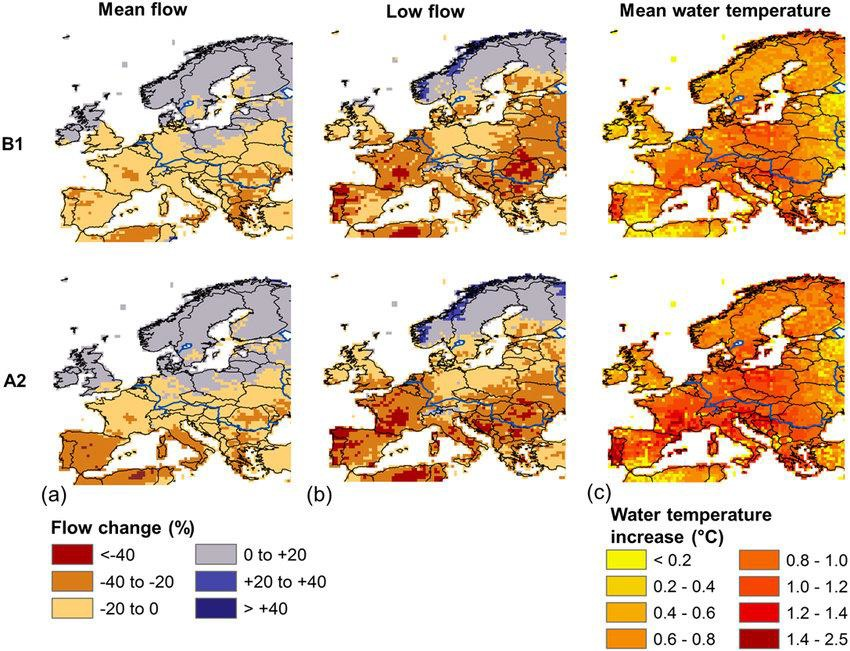 Mean flow
Low flow
Mean water temperature
B1
A2
(a)
(b)
(c)
Flow change (%)
<-40
-40 to -20
-20 to 0
0 to +20
+20 to +40
> +40
Water temperature
increase (°C)
< 0.2
0.2 - 0.4
0.4 - 0.6
0.6 - 0.8
0.8 - 1.0
1.0 - 1.2
1.2 - 1.4
1.4 - 2.5